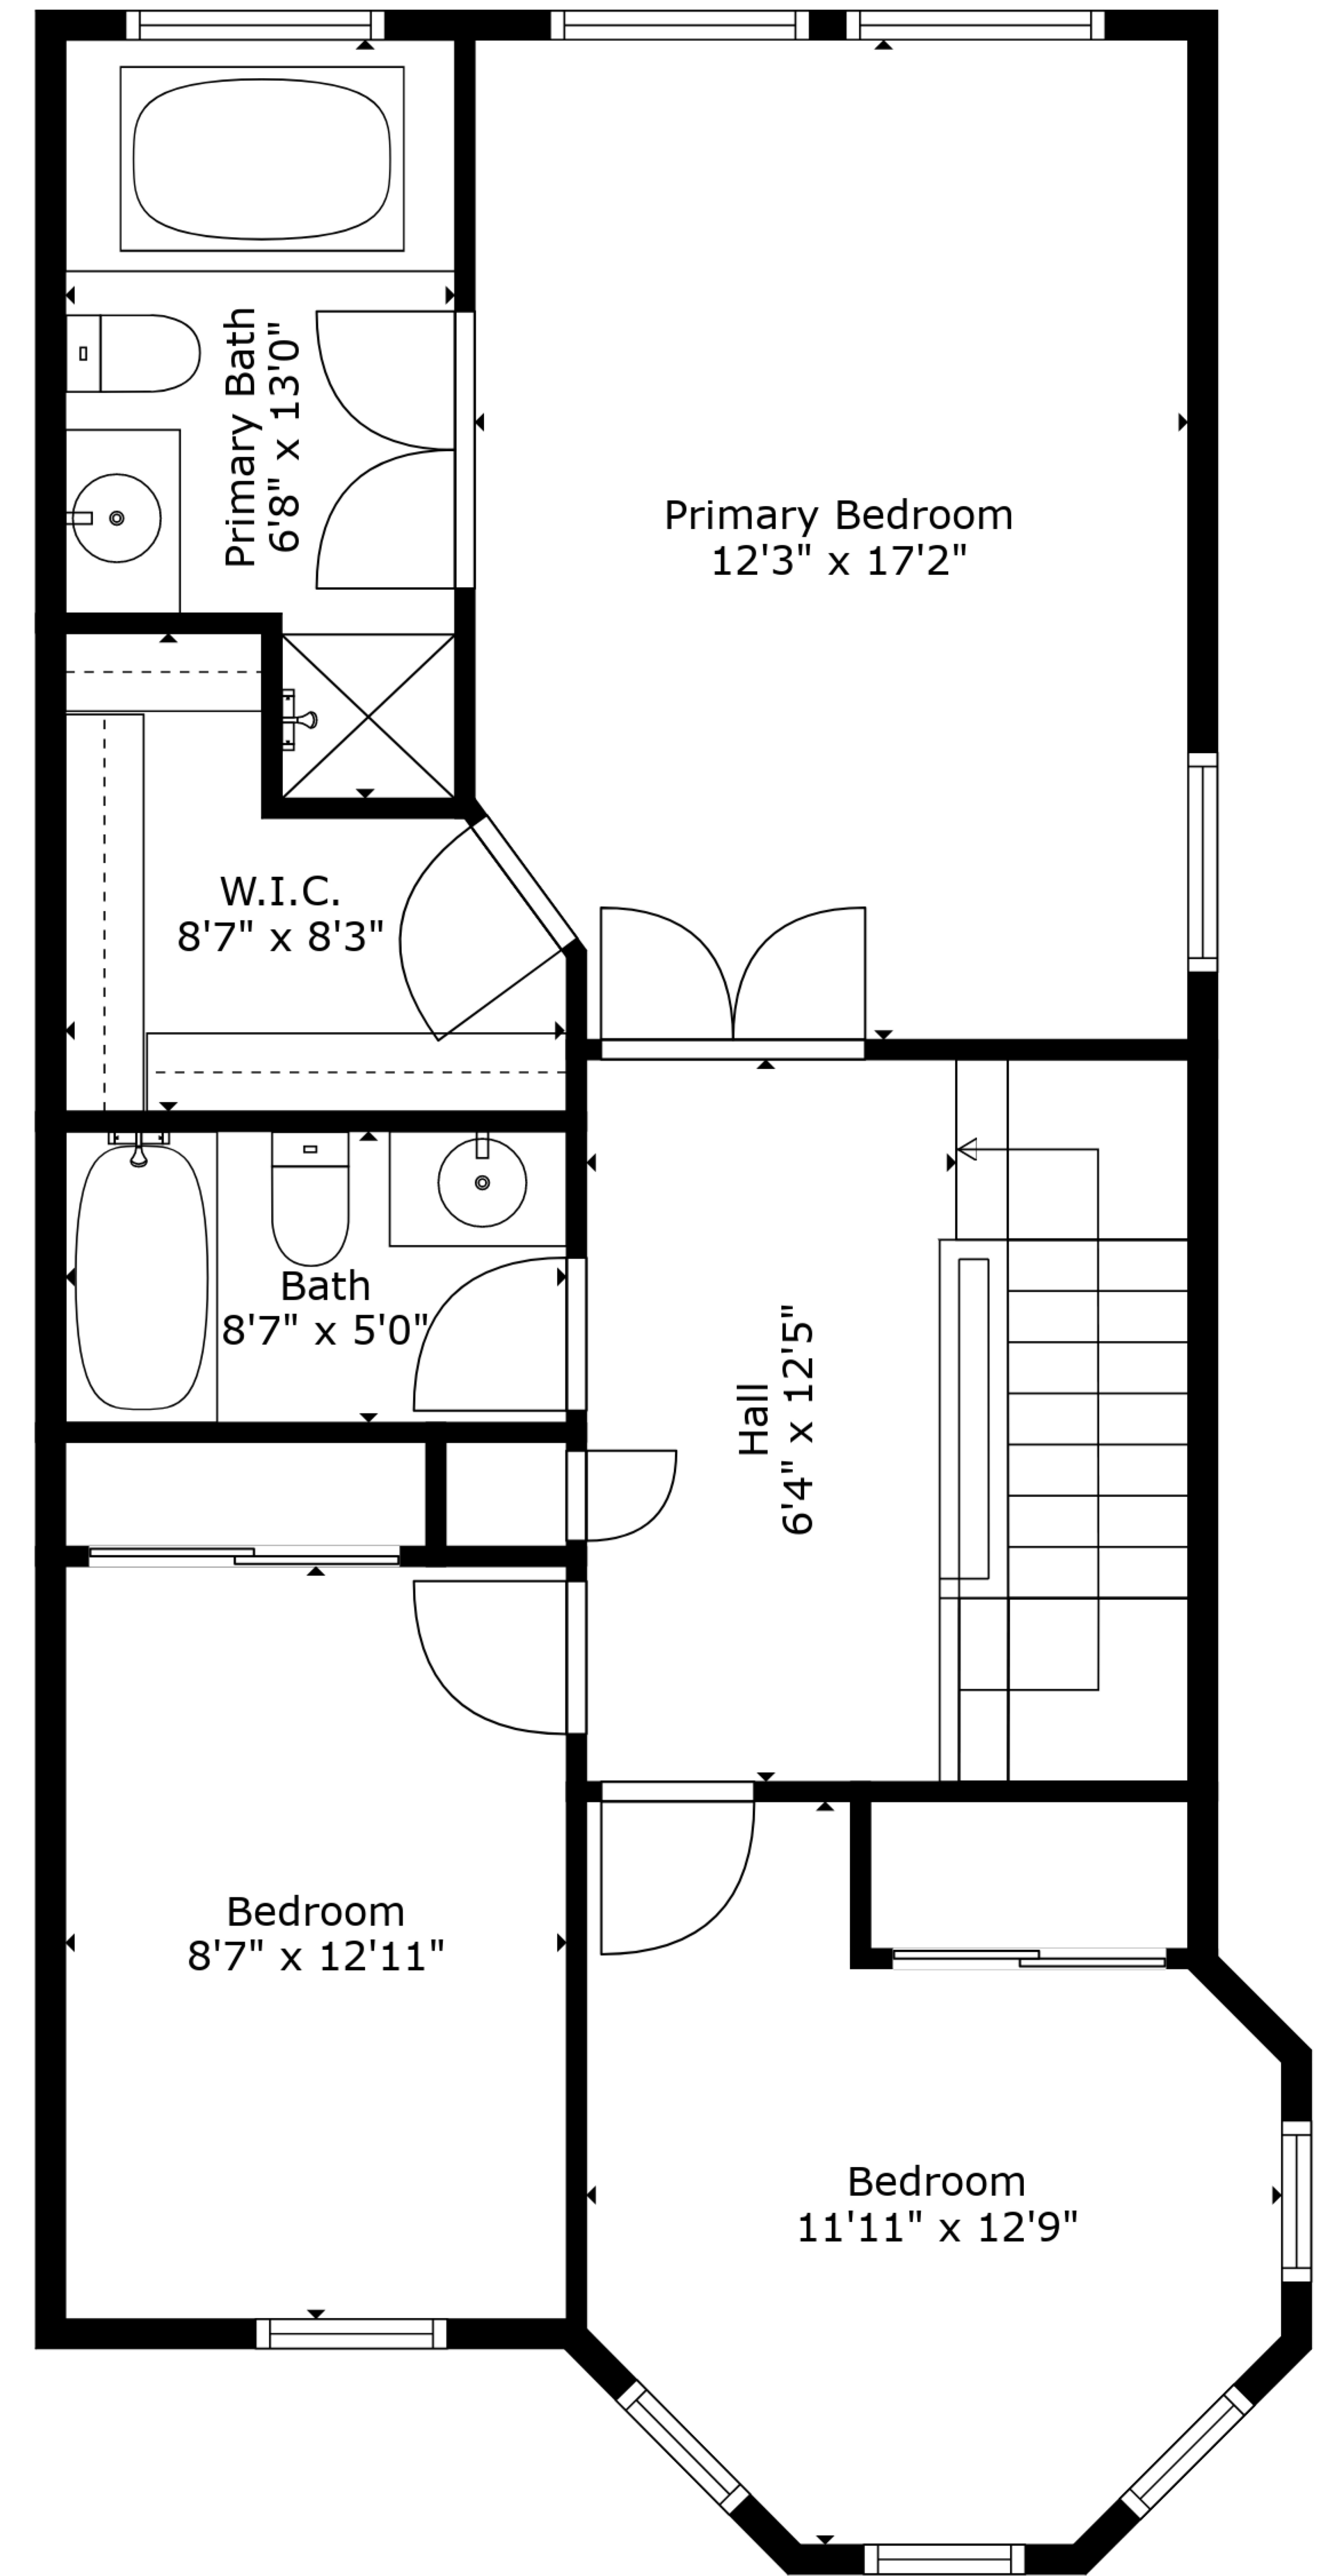 Primary Bath
6'8" x 13'0"
Primary Bedroom
12'3" x 17'2"
W.I.C.
8'7" x 8'3"
Bath
8'7" x 5'0"
Hall
6'4" x 12'5"
Bedroom
8'7" x 12'11"
Bedroom
11'11" x 12'9"